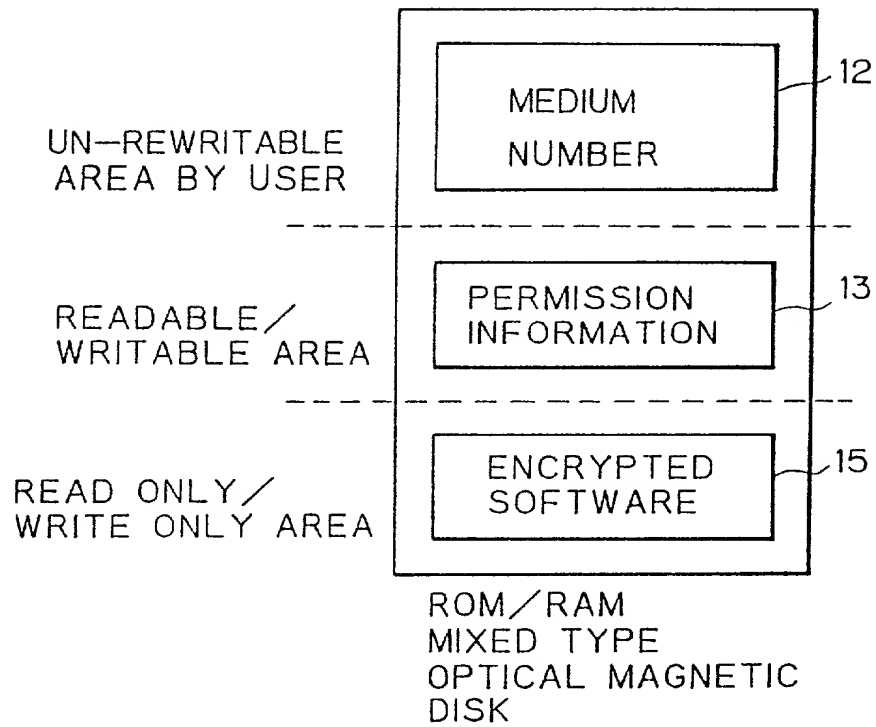 MEDIUM
NUMBER
12
UN-REWRITABLE
AREA BY USER
PERMISSION
INFORMATION
13
READABLE/
WRITABLE AREA
ENCRYPTED
SOFTWARE
15
READ ONLY/
WRITE ONLY AREA
ROM/RAM
MIXED TYPE
OPTICAL MAGNETIC
DISK